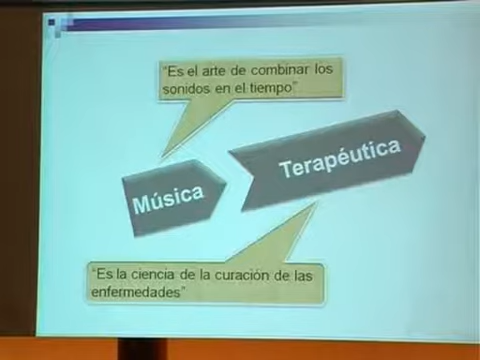 “Es el arte de combinar los
sonidos en el tiempo”
Música
Terapéutica
“Es la ciencia de la curación de las
enfermedades”